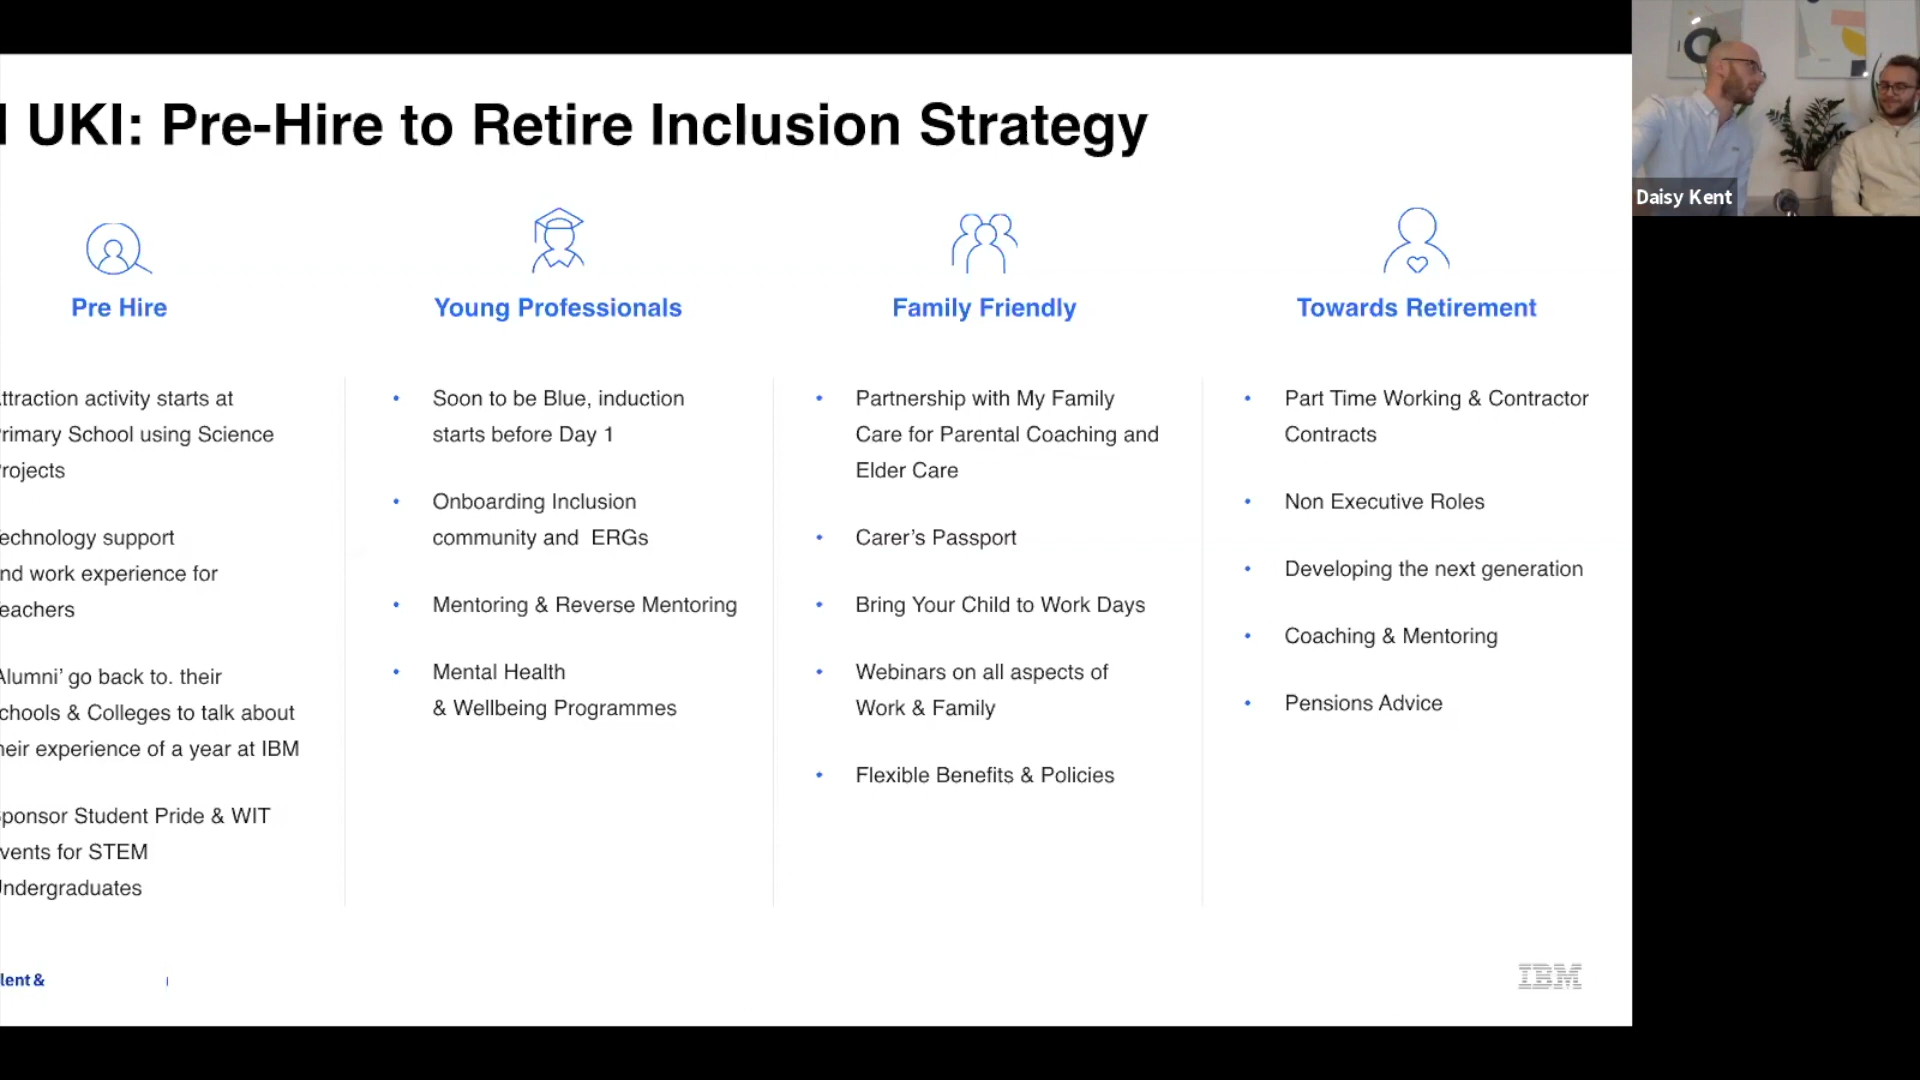 UKI: Pre-Hire to Retire Inclusion Strategy
Daisy Kent
Pre Hire
ttraction activity starts at
rimary School using Science
rojects
echnology support
nd work experience for
eachers
Alumni’ go back to. their
chools & Colleges to talk about
heir experience of a year at IBM
ponsor Student Pride & WIT
vents for STEM
Undergraduates
Young Professionals
• Soon to be Blue, induction
starts before Day 1
• Onboarding Inclusion
community and ERGs
• Mentoring & Reverse Mentoring
• Mental Health
& Wellbeing Programmes
Family Friendly
• Partnership with My Family
Care for Parental Coaching and
Elder Care
• Carer’s Passport
• Bring Your Child to Work Days
• Webinars on all aspects of
Work & Family
• Flexible Benefits & Policies
Towards Retirement
• Part Time Working & Contractor
Contracts
• Non Executive Roles
• Developing the next generation
• Coaching & Mentoring
• Pensions Advice
lent &
IBM